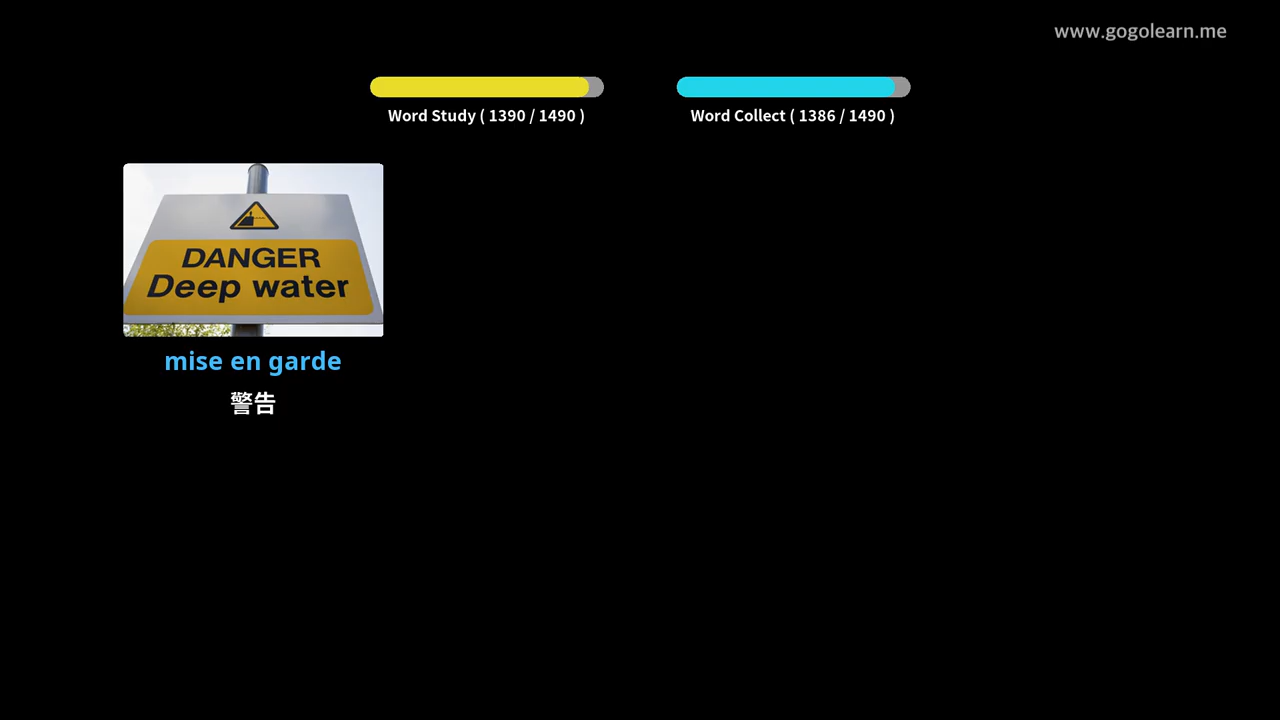 www.gogolearn.me
Word Study ( 1390 / 1490 )
Word Collect ( 1386 / 1490 )
DANGER
Deep water
mise en garde
警告